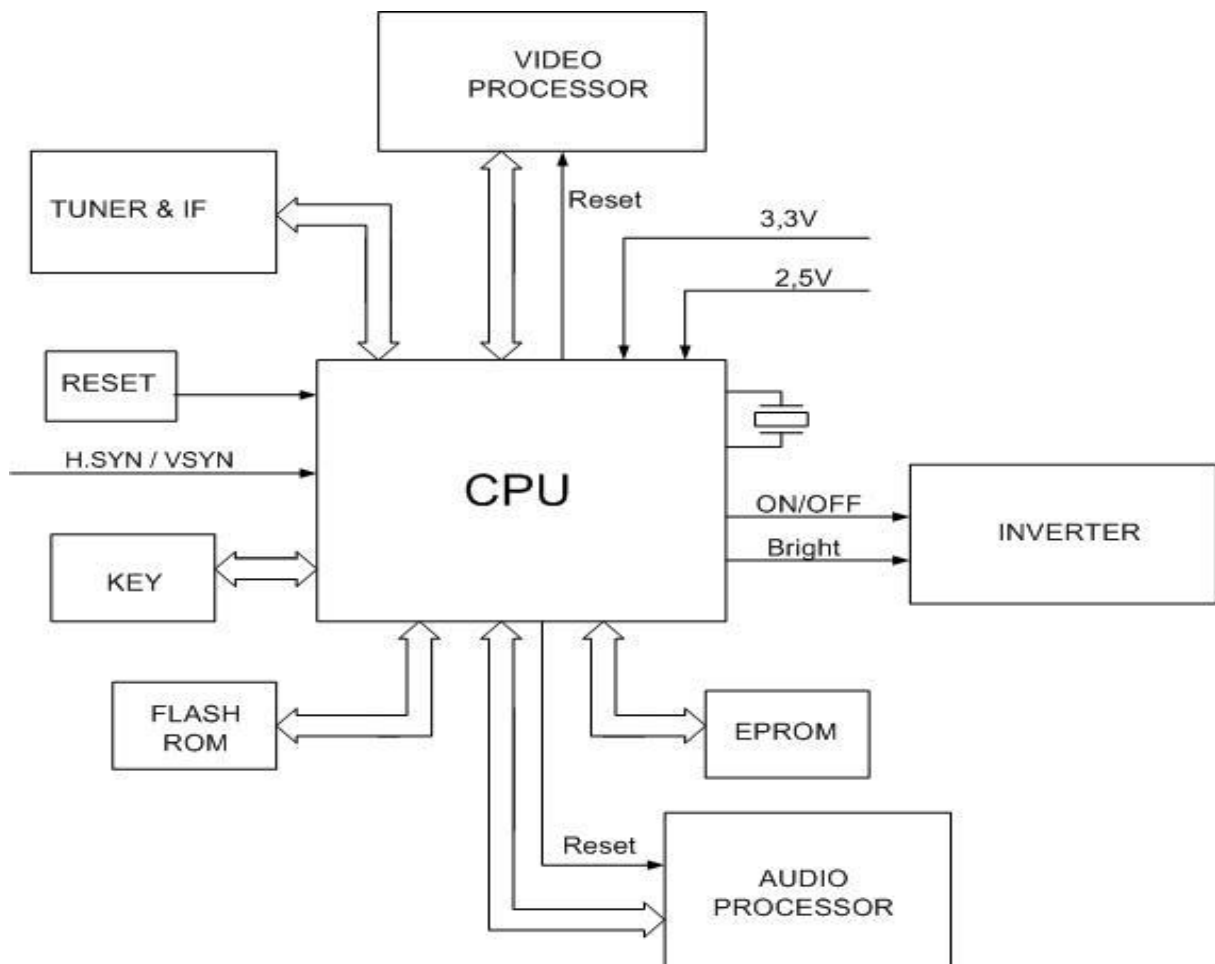 VIDEO
PROCESSOR
TUNER & IF
Reset
3,3V
2,5V
RESET
H.SYN / VSYN
CPU
ON/OFF
Bright
INVERTER
KEY
FLASH
ROM
EPROM
Reset
AUDIO
PROCESSOR